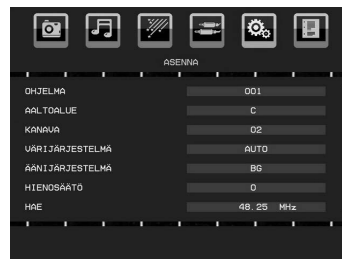 ASENNA
OHJELMA 001
AALTOALUE C
KANAVA 02
VÄRIJÄRJESTELMÄ AUTO
ÄÄNIJÄRJESTELMÄ BG
HIENOSÄÄTÖ 0
HAE 48.25 MHz